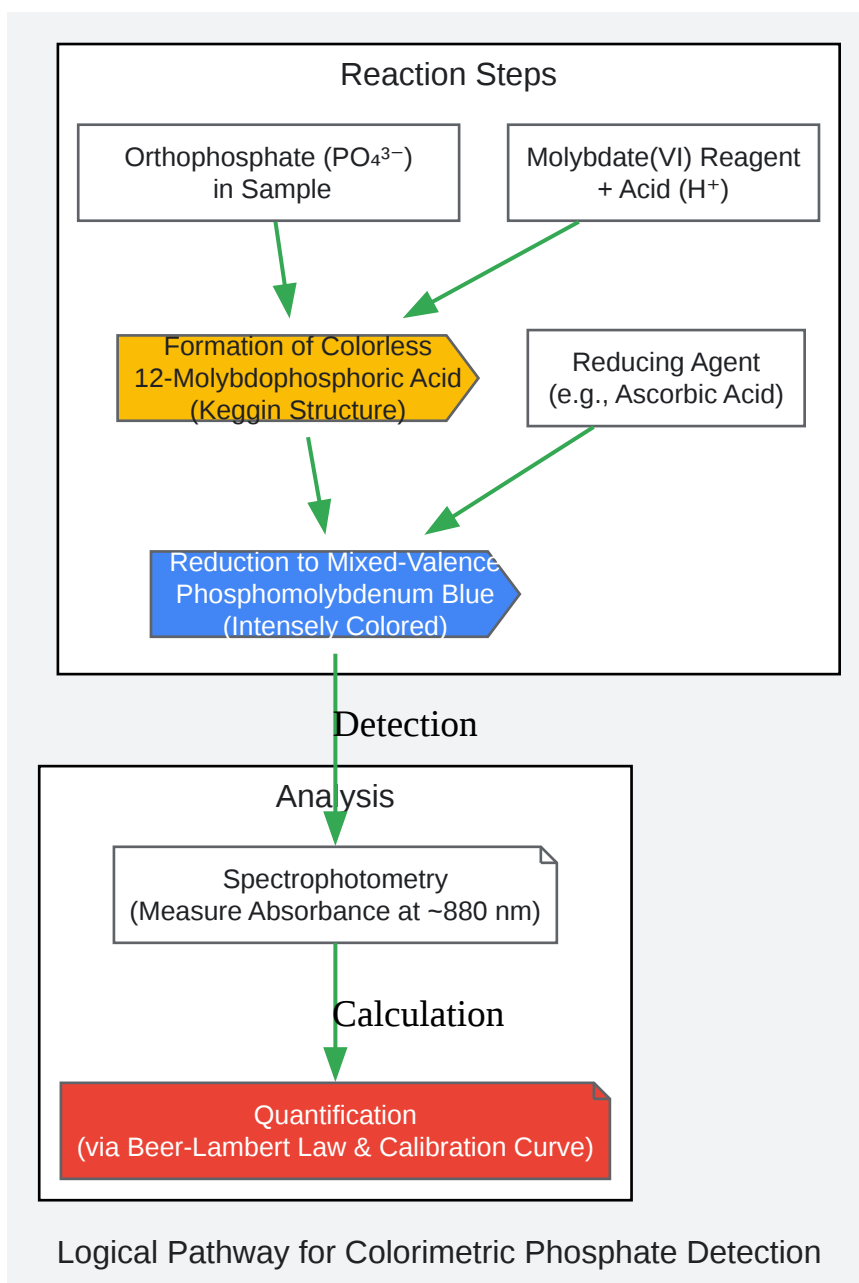 Reaction Steps
Orthophosphate (PO₄³⁻)
in Sample
Molybdate(VI) Reagent
+ Acid (H⁺)
Formation of Colorless
12-Molybdophosphoric Acid
(Keggin Structure)
Reducing Agent
(e.g., Ascorbic Acid)
Reduction to Mixed-Valence
Phosphomolybdenum Blue
(Intensely Colored)
Detection
Analysis
Spectrophotometry
(Measure Absorbance at ~880 nm)
Calculation
Quantification
(via Beer-Lambert Law & Calibration Curve)
Logical Pathway for Colorimetric Phosphate Detection